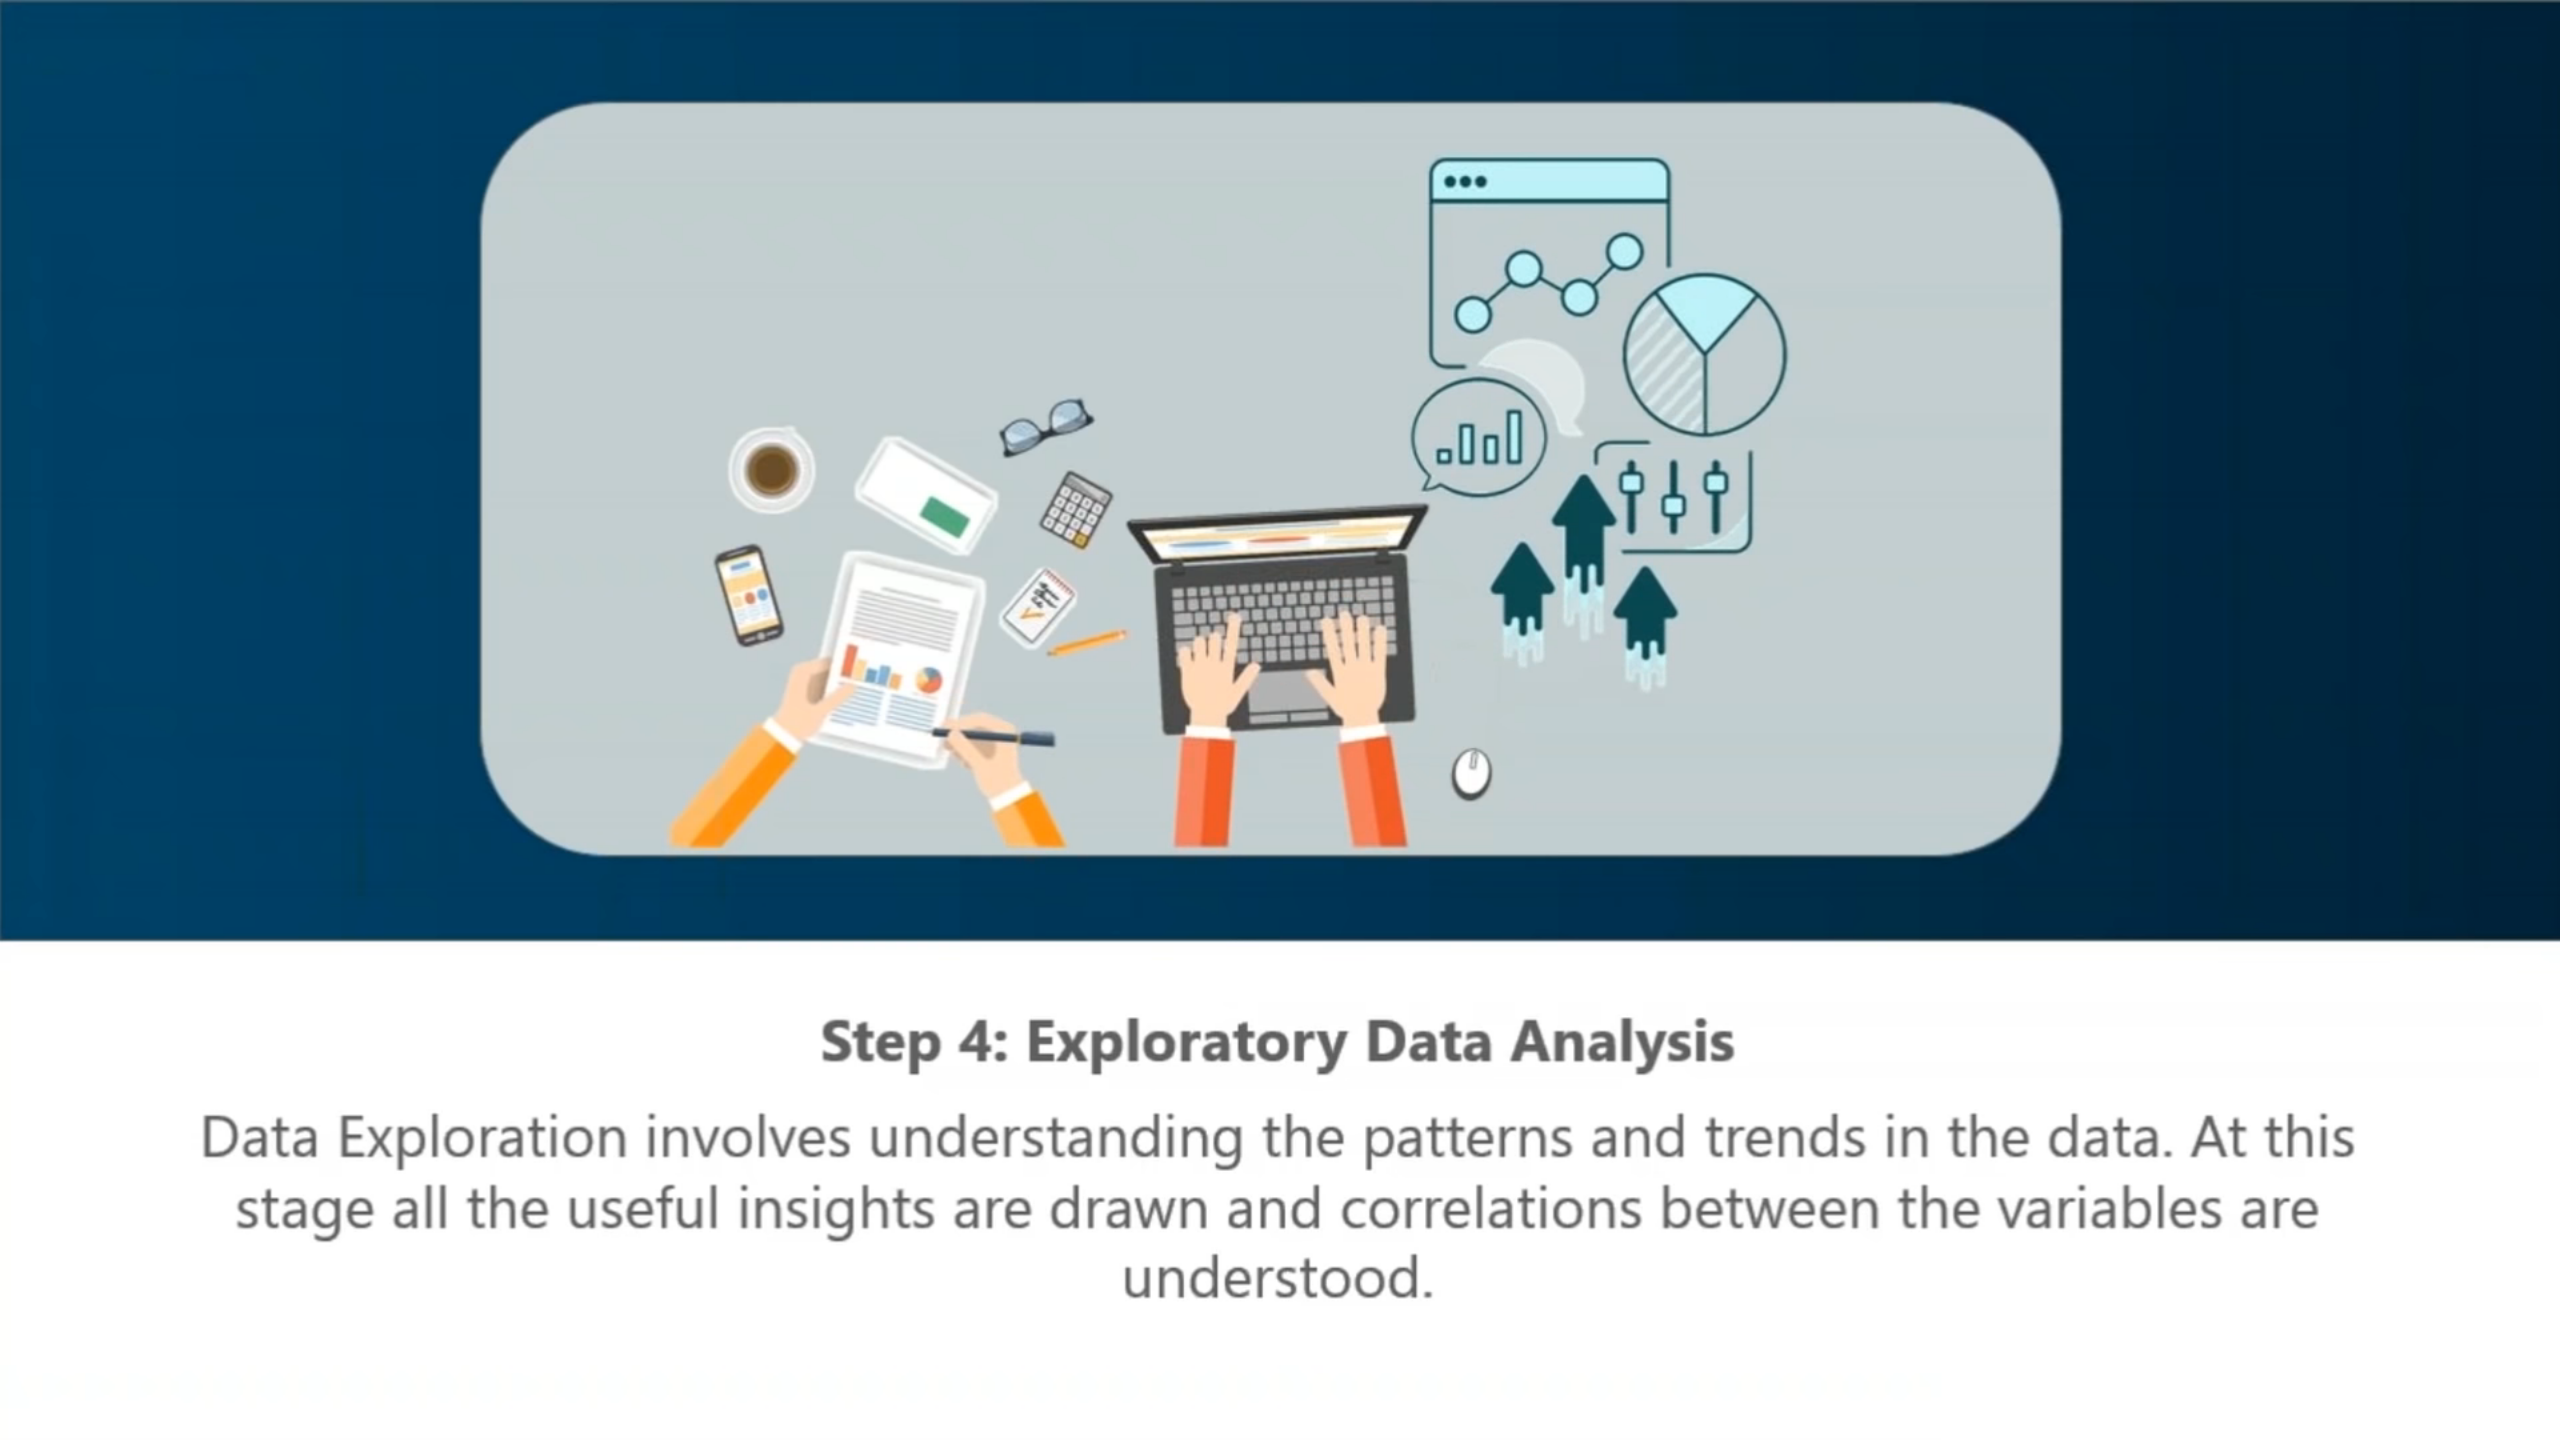 Step 4: Exploratory Data Analysis
Data Exploration involves understanding the patterns and trends in the data. At this
stage all the useful insights are drawn and correlations between the variables are
understood.